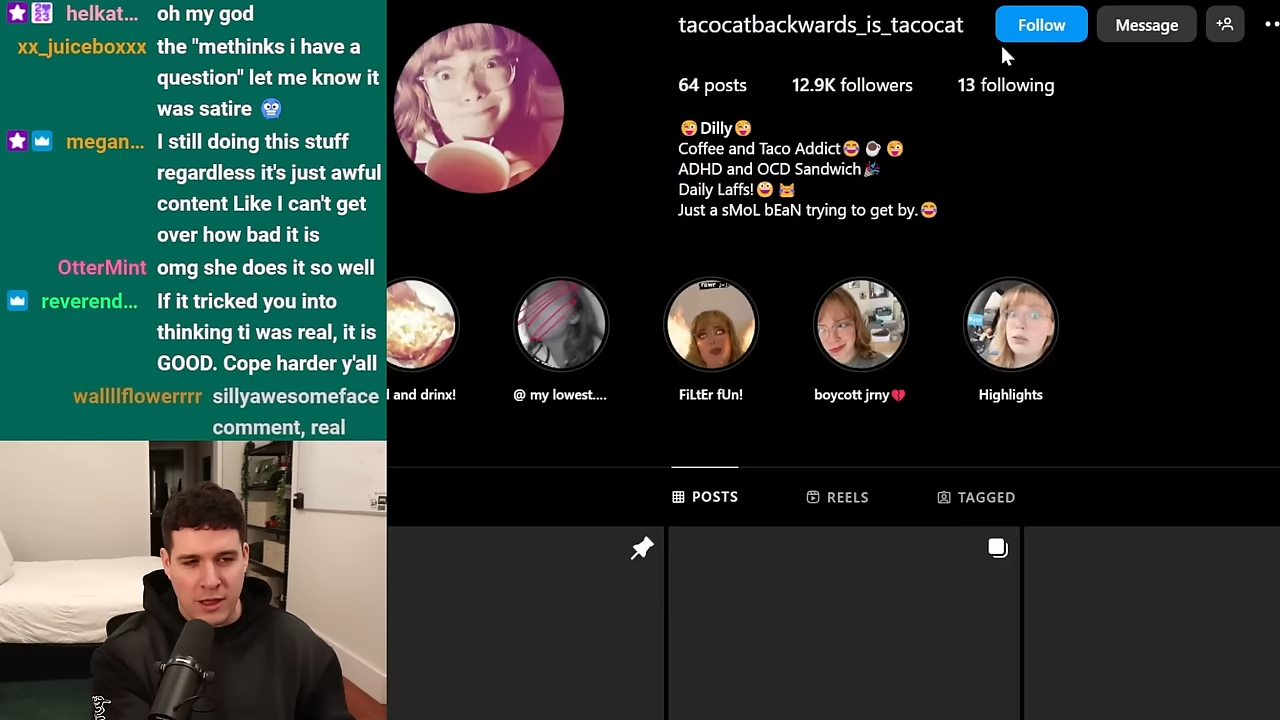 helkat... oh my god
xx_juiceboxxx the "methinks i have a
question" let me know it
was satire 🥶
megan... I still doing this stuff
regardless it's just awful
content Like I can't get
over how bad it is
OtterMint omg she does it so well
reverend... If it tricked you into
thinking ti was real, it is
GOOD. Cope harder y'all
wallllflowerrrr sillyawesomeface
comment, real
tacocatbackwards_is_tacocat
Follow
Message
64 posts
12.9K followers
13 following
😜Dilly😜
Coffee and Taco Addict😂 ☕ 😜
ADHD and OCD Sandwich🎉
Daily Laffs!🤪 😹
Just a sMoL bEaN trying to get by.😂
l and drinx!
@ my lowest....
FiLtEr fUn!
boycott jrny💔
Highlights
POSTS
REELS
TAGGED